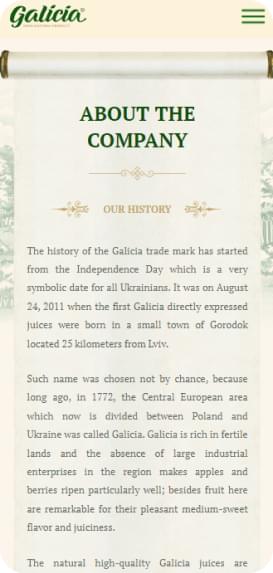 Galicia®
ABOUT THE
COMPANY
OUR HISTORY
The history of the Galicia trade mark has started
from the Independence Day which is a very
symbolic date for all Ukrainians. It was on August
24, 2011 when the first Galicia directly expressed
juices were born in a small town of Gorodok
located 25 kilometers from Lviv.
Such name was chosen not by chance, because
long ago, in 1772, the Central European area
which now is divided between Poland and
Ukraine was called Galicia. Galicia is rich in fertile
lands and the absence of large industrial
enterprises in the region makes apples and
berries ripen particularly well; besides fruit here
are remarkable for their pleasant medium-sweet
flavor and juiciness.
The natural high-quality Galicia juices are